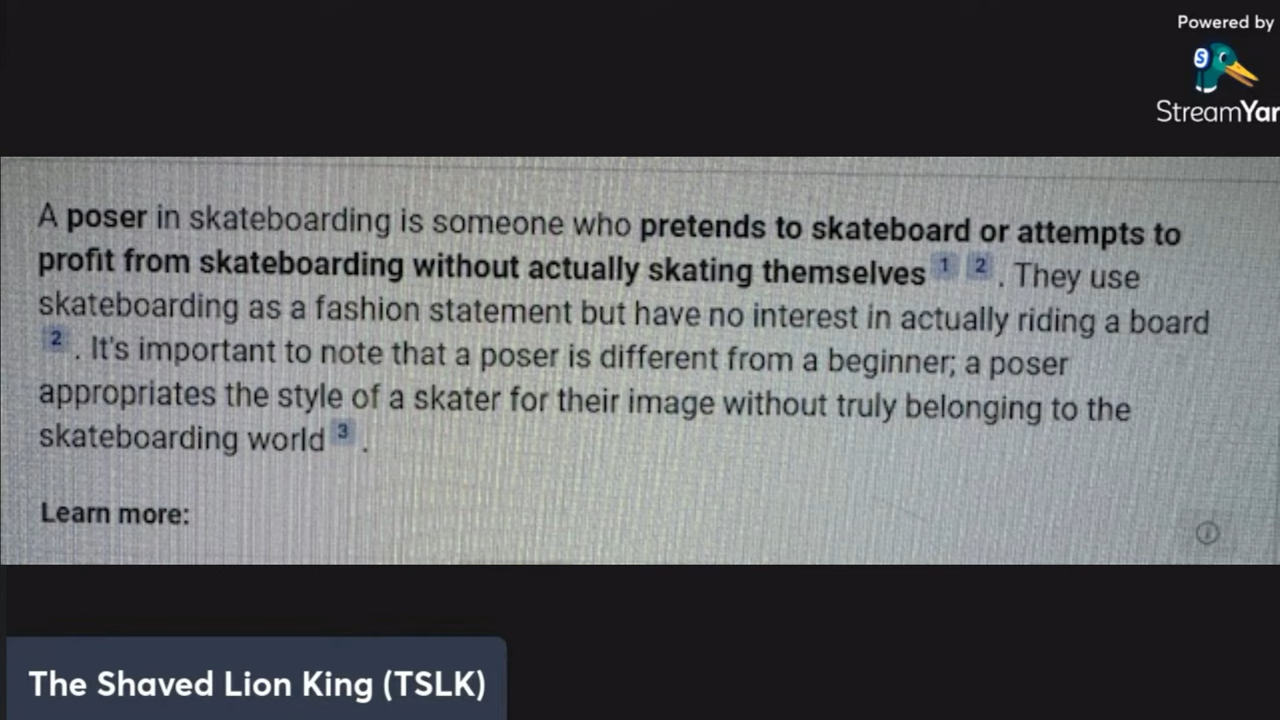 Powered by
S
StreamYar
A poser in skateboarding is someone who pretends to skateboard or attempts to
profit from skateboarding without actually skating themselves 1 2 . They use
skateboarding as a fashion statement but have no interest in actually riding a board
2 . It's important to note that a poser is different from a beginner; a poser
appropriates the style of a skater for their image without truly belonging to the
skateboarding world 3 .
Learn more:
The Shaved Lion King (TSLK)